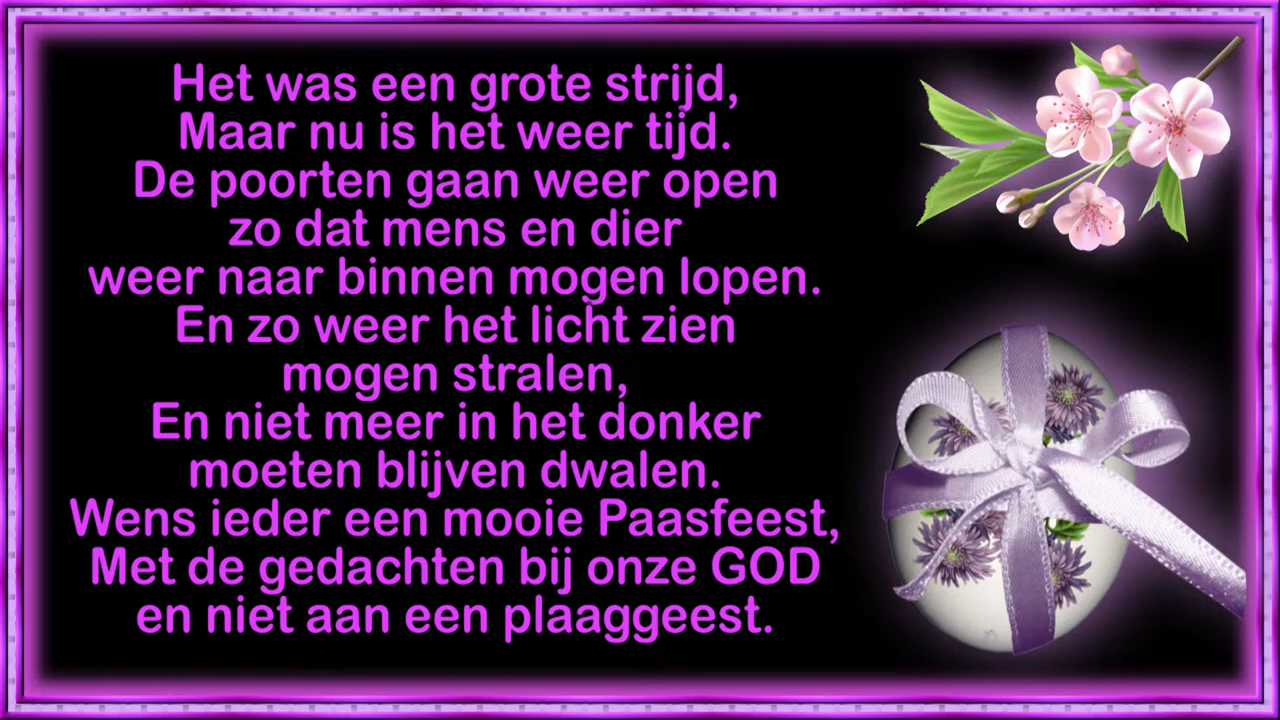 Het was een grote strijd,
Maar nu is het weer tijd.
De poorten gaan weer open
zo dat mens en dier
weer naar binnen mogen lopen.
En zo weer het licht zien
mogen stralen,
En niet meer in het donker
moeten blijven dwalen.
Wens ieder een mooie Paasfeest,
Met de gedachten bij onze GOD
en niet aan een plaaggeest.